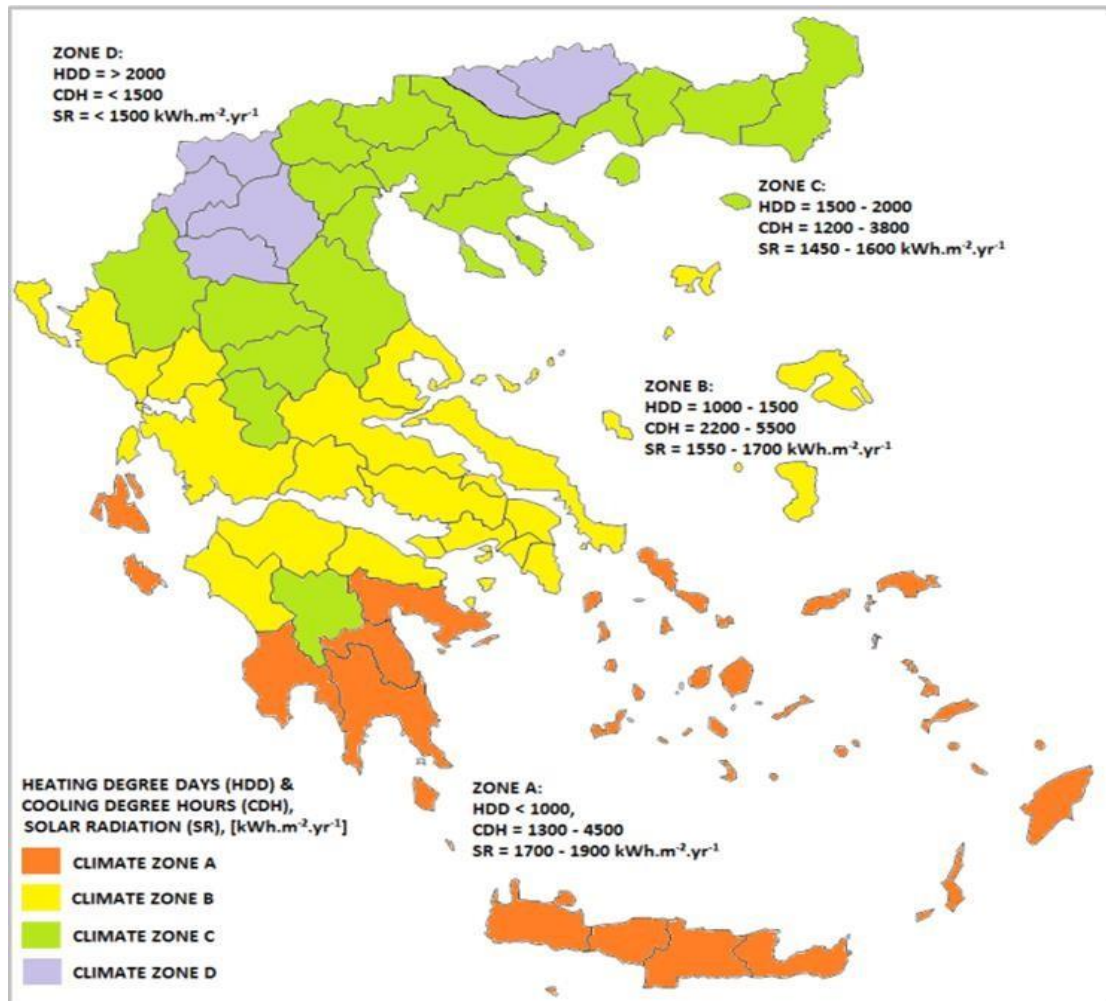 ZONE D:
HDD = > 2000
CDH = < 1500
SR = < 1500 kWh.m⁻².yr⁻¹
ZONE C:
HDD = 1500 - 2000
CDH = 1200 - 3800
SR = 1450 - 1600 kWh.m⁻².yr⁻¹
ZONE B:
HDD = 1000 - 1500
CDH = 2200 - 5500
SR = 1550 - 1700 kWh.m⁻².yr⁻¹
ZONE A:
HDD < 1000,
CDH = 1300 - 4500
SR = 1700 - 1900 kWh.m⁻².yr⁻¹
HEATING DEGREE DAYS (HDD) &
COOLING DEGREE HOURS (CDH),
SOLAR RADIATION (SR), [kWh.m⁻².yr⁻¹]
CLIMATE ZONE A
CLIMATE ZONE B
CLIMATE ZONE C
CLIMATE ZONE D